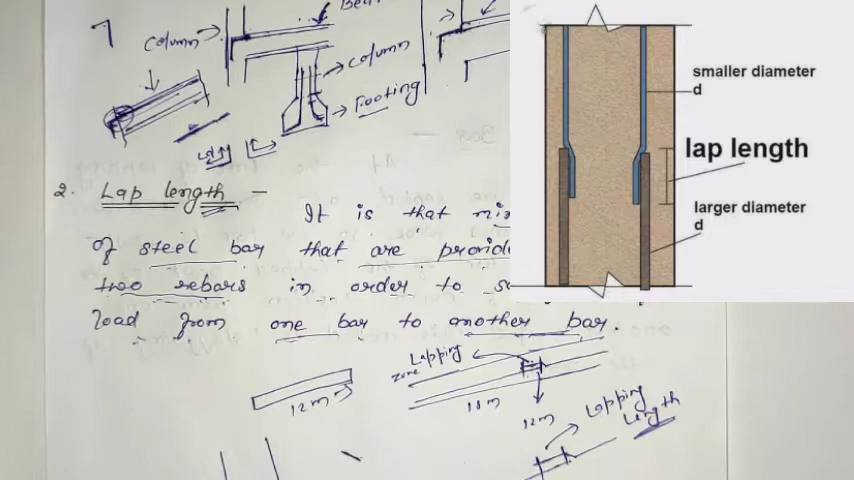 Beam
Column
column
Footing
2. Lap length -
It is that min
of steel bar that are provide
two rebars in order to
load from one bar to another bar.
Lapping
zone
12m
18m
12m
Lapping
Length
smaller diameter
d
lap length
larger diameter
d